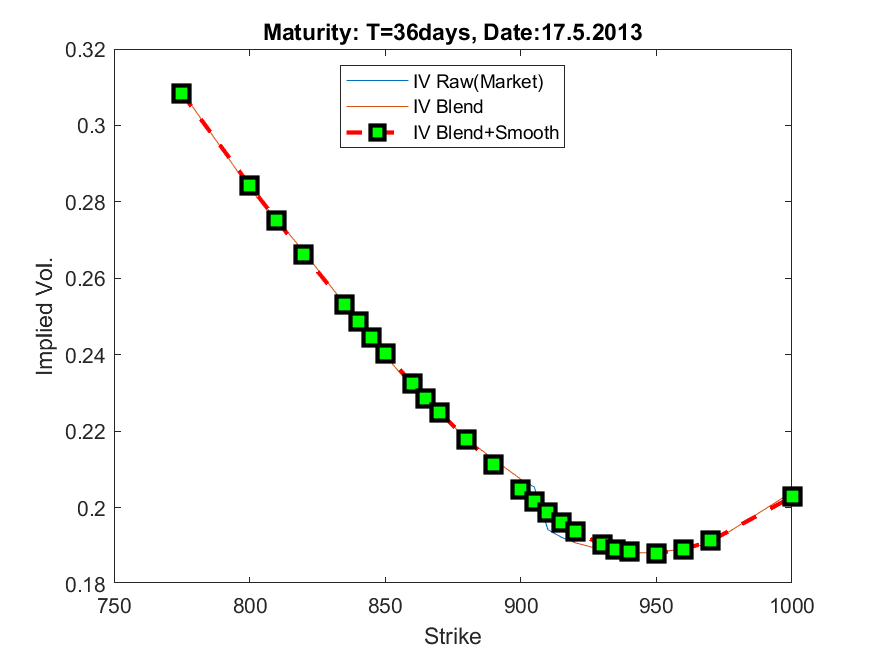 Maturity: T=36days, Date:17.5.2013
0.32
0.3
0.28
0.26
0.24
0.22
0.2
0.18
Implied Vol.
IV Raw(Market)
IV Blend
IV Blend+Smooth
750 800 850 900 950 1000
Strike